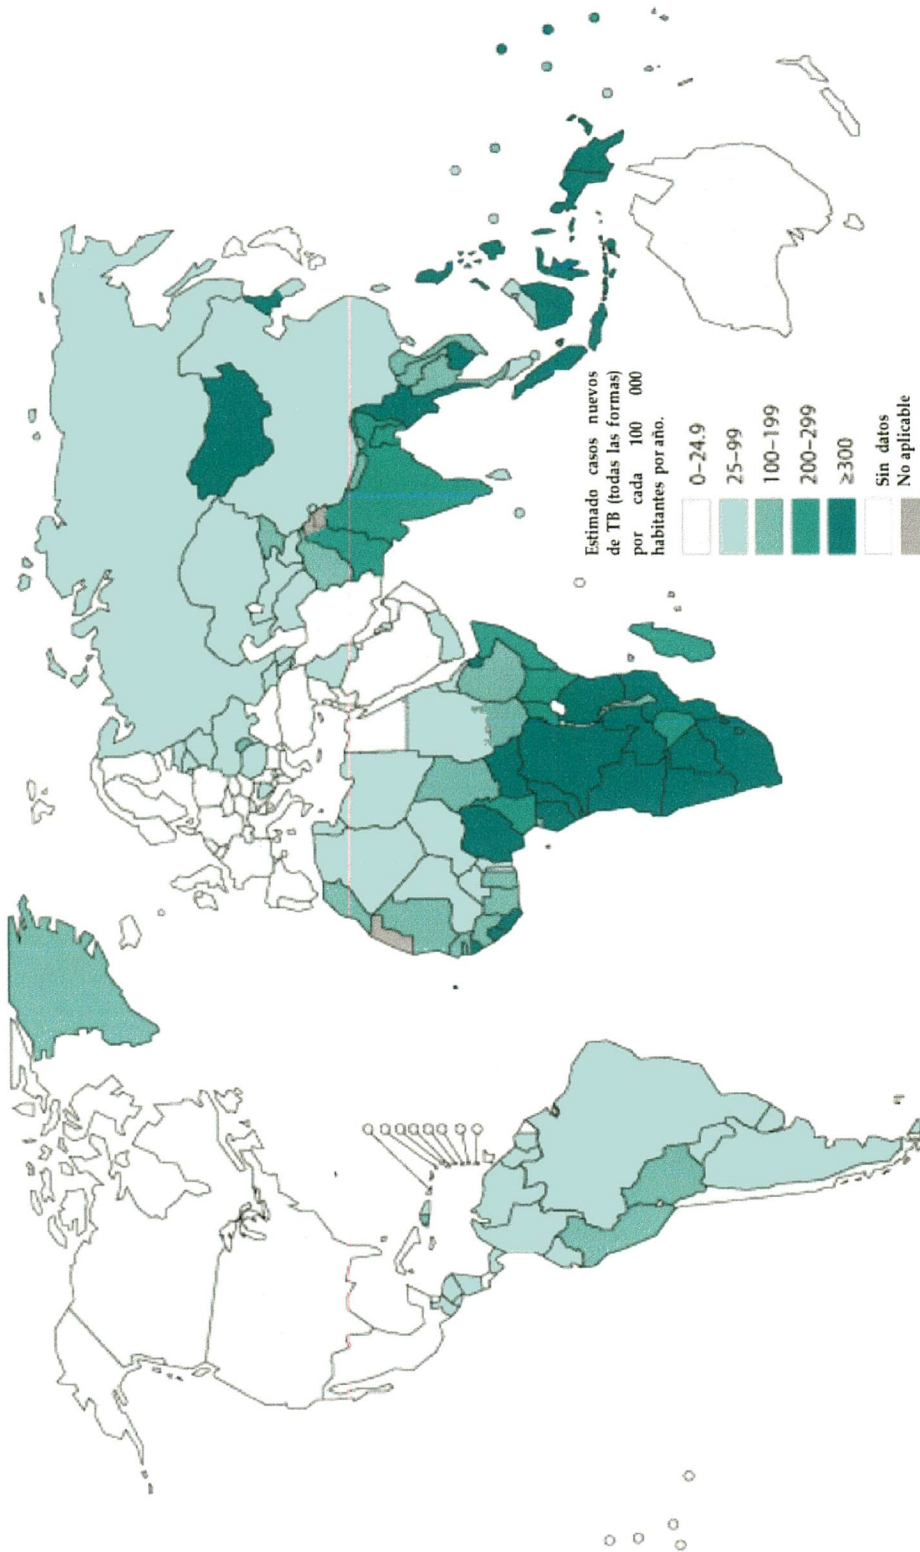 Estimado casos nuevos
de TB (todas las formas)
por cada 100 000
habitantes por año.
0–24.9
25–99
100–199
200–299
≥300
Sin datos
No aplicable